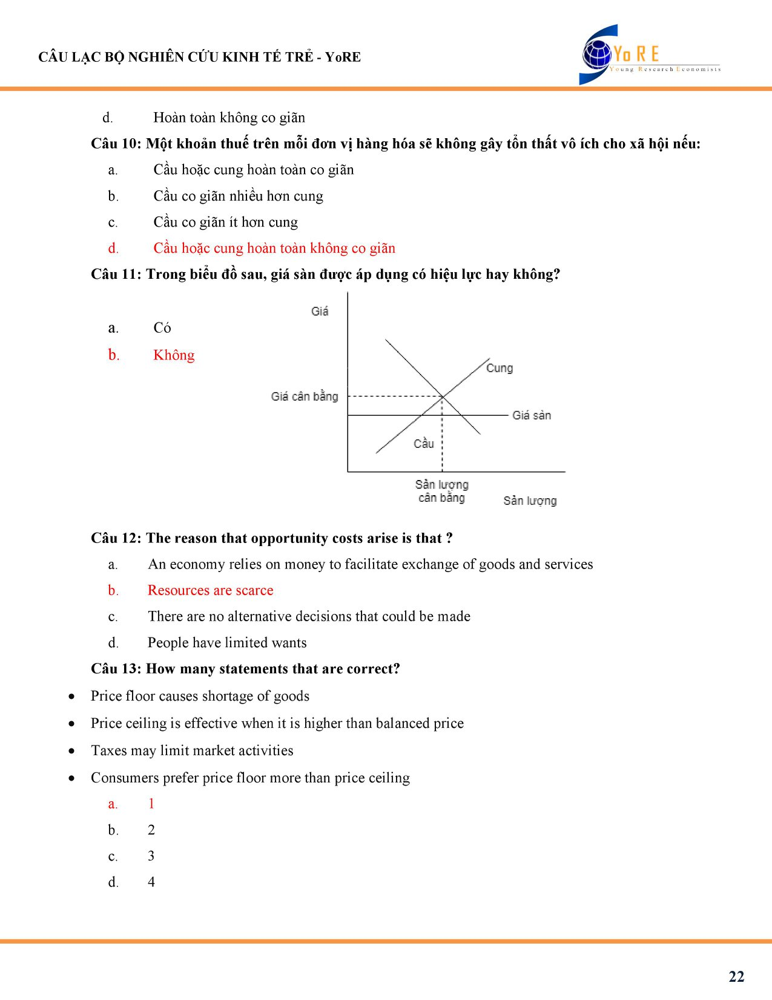 CÂU LẠC BỘ NGHIÊN CỨU KINH TẾ TRẺ - YoRE
YoRE
Young Research Economists
d. Hoàn toàn không co giãn
Câu 10: Một khoản thuế trên mỗi đơn vị hàng hóa sẽ không gây tổn thất vô ích cho xã hội nếu:
a. Cầu hoặc cung hoàn toàn co giãn
b. Cầu co giãn nhiều hơn cung
c. Cầu co giãn ít hơn cung
d. Cầu hoặc cung hoàn toàn không co giãn
Câu 11: Trong biểu đồ sau, giá sàn được áp dụng có hiệu lực hay không?
a. Có
b. Không
Giá
Cung
Giá cân bằng
Giá sàn
Cầu
Sản lượng
cân bằng
Sản lượng
Câu 12: The reason that opportunity costs arise is that ?
a. An economy relies on money to facilitate exchange of goods and services
b. Resources are scarce
c. There are no alternative decisions that could be made
d. People have limited wants
Câu 13: How many statements that are correct?
• Price floor causes shortage of goods
• Price ceiling is effective when it is higher than balanced price
• Taxes may limit market activities
• Consumers prefer price floor more than price ceiling
a. 1
b. 2
c. 3
d. 4
22